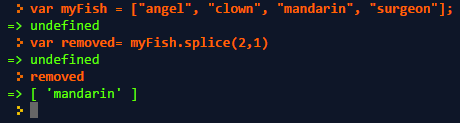 > var myFish = ["angel", "clown", "mandarin", "surgeon"];
=> undefined
> var removed= myFish.splice(2,1)
=> undefined
> removed
=> [ 'mandarin' ]
>